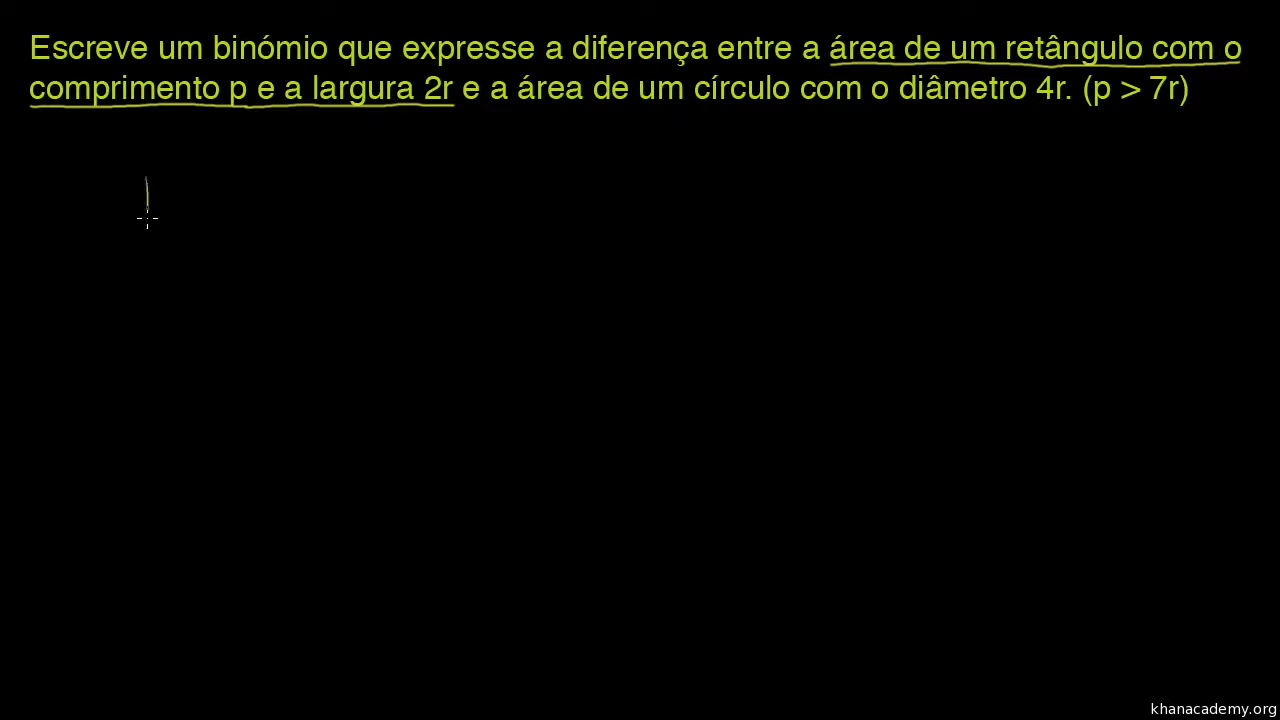 Escreve um binómio que expresse a diferença entre a área de um retângulo com o
comprimento p e a largura 2r e a área de um círculo com o diâmetro 4r. (p > 7r)
khanacademy.org